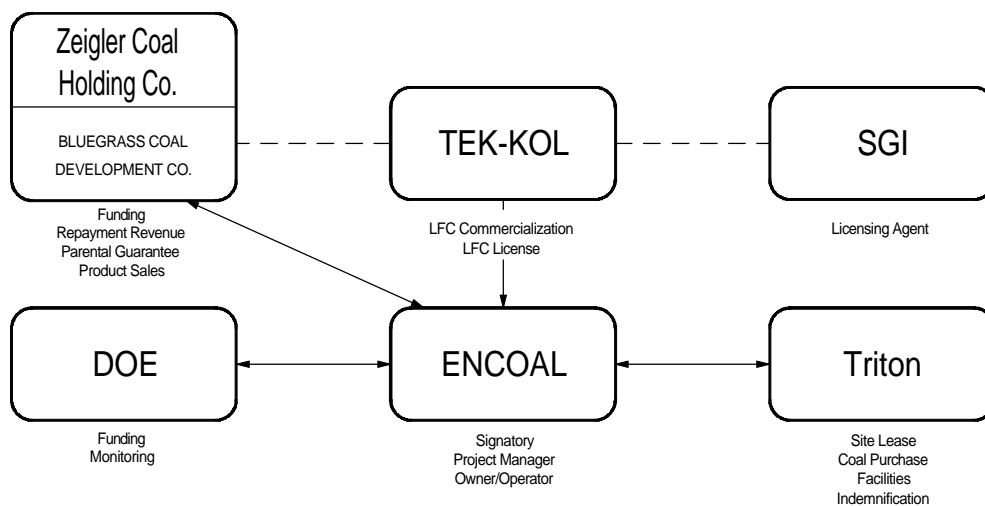 Zeigler Coal
Holding Co.
BLUEGRASS COAL
DEVELOPMENT CO.
TEK-KOL
SGI
Funding
Repayment Revenue
Parental Guarantee
Product Sales
LFC Commercialization
LFC License
Licensing Agent
DOE
ENCOAL
Triton
Funding
Monitoring
Signatory
Project Manager
Owner/Operator
Site Lease
Coal Purchase
Facilities
Indemnification